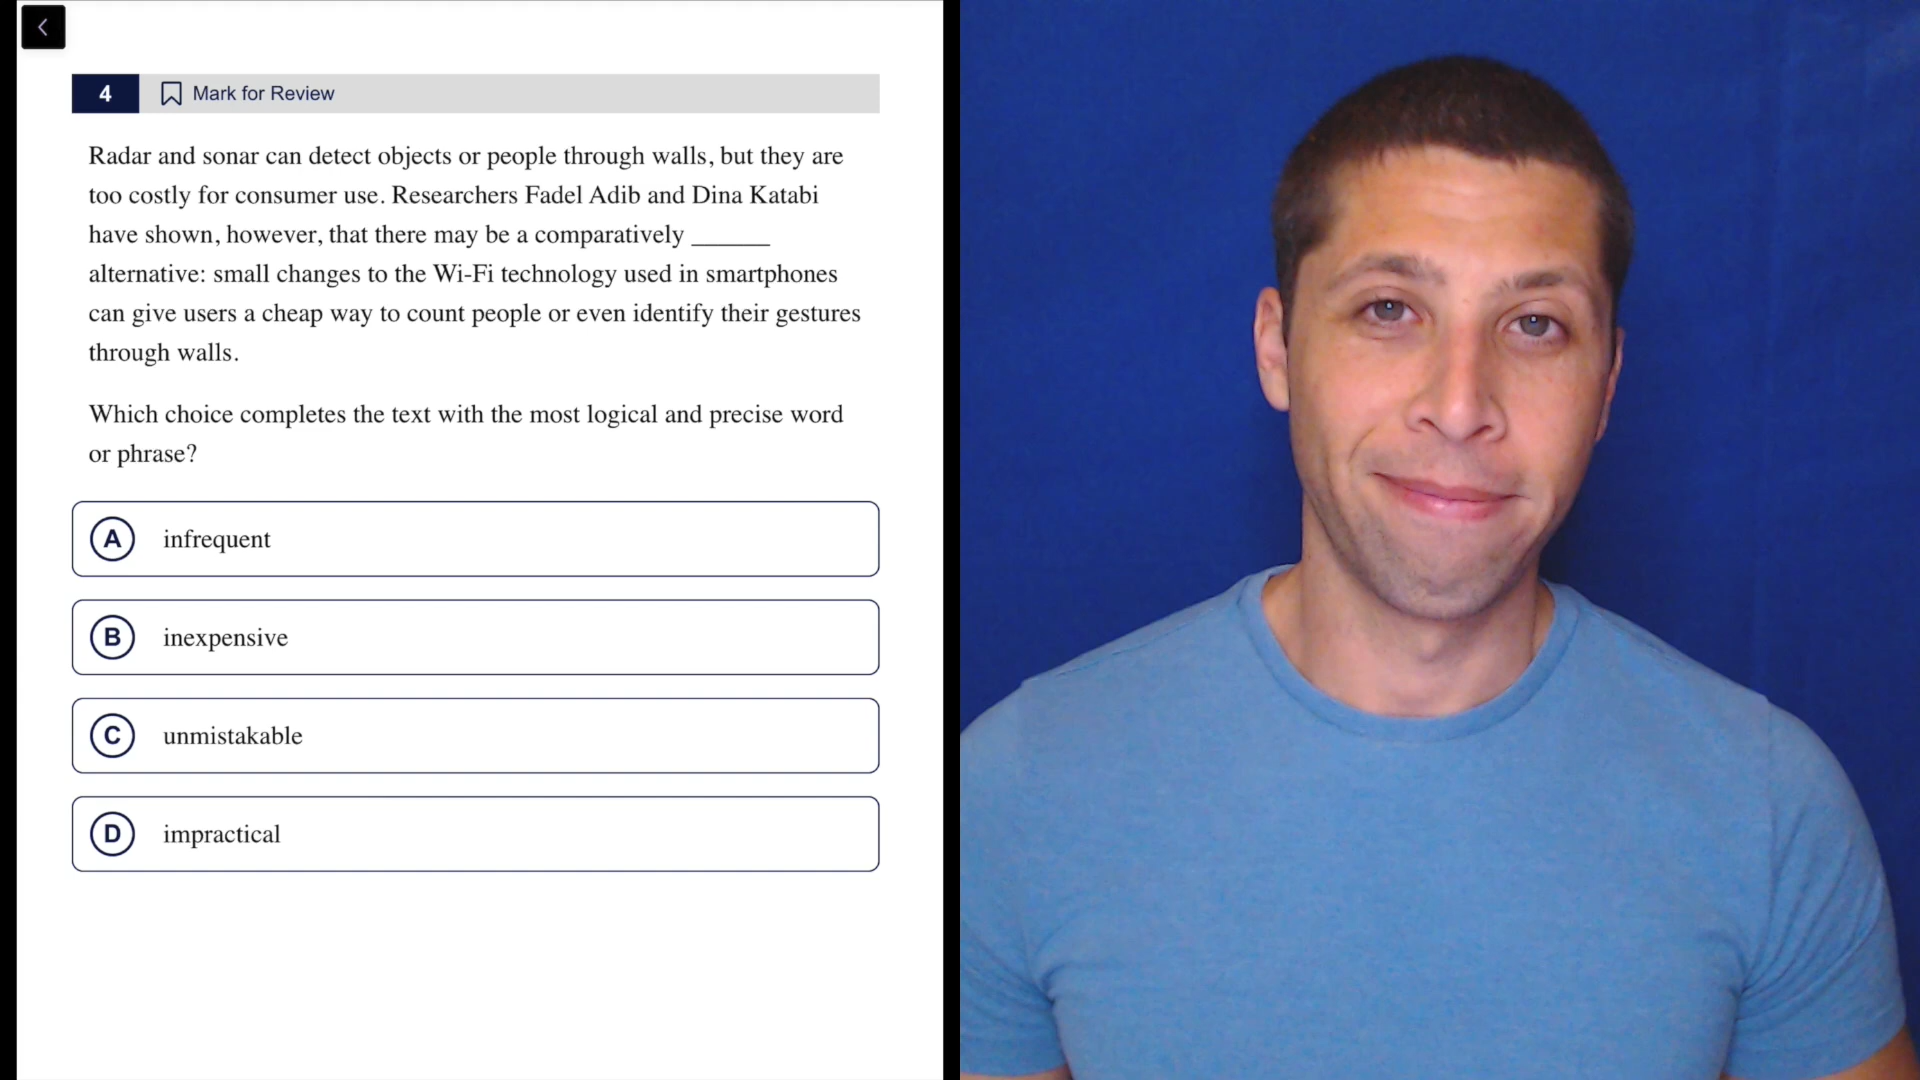 4 Mark for Review
Radar and sonar can detect objects or people through walls, but they are
too costly for consumer use. Researchers Fadel Adib and Dina Katabi
have shown, however, that there may be a comparatively ______
alternative: small changes to the Wi-Fi technology used in smartphones
can give users a cheap way to count people or even identify their gestures
through walls.
Which choice completes the text with the most logical and precise word
or phrase?
A infrequent
B inexpensive
C unmistakable
D impractical